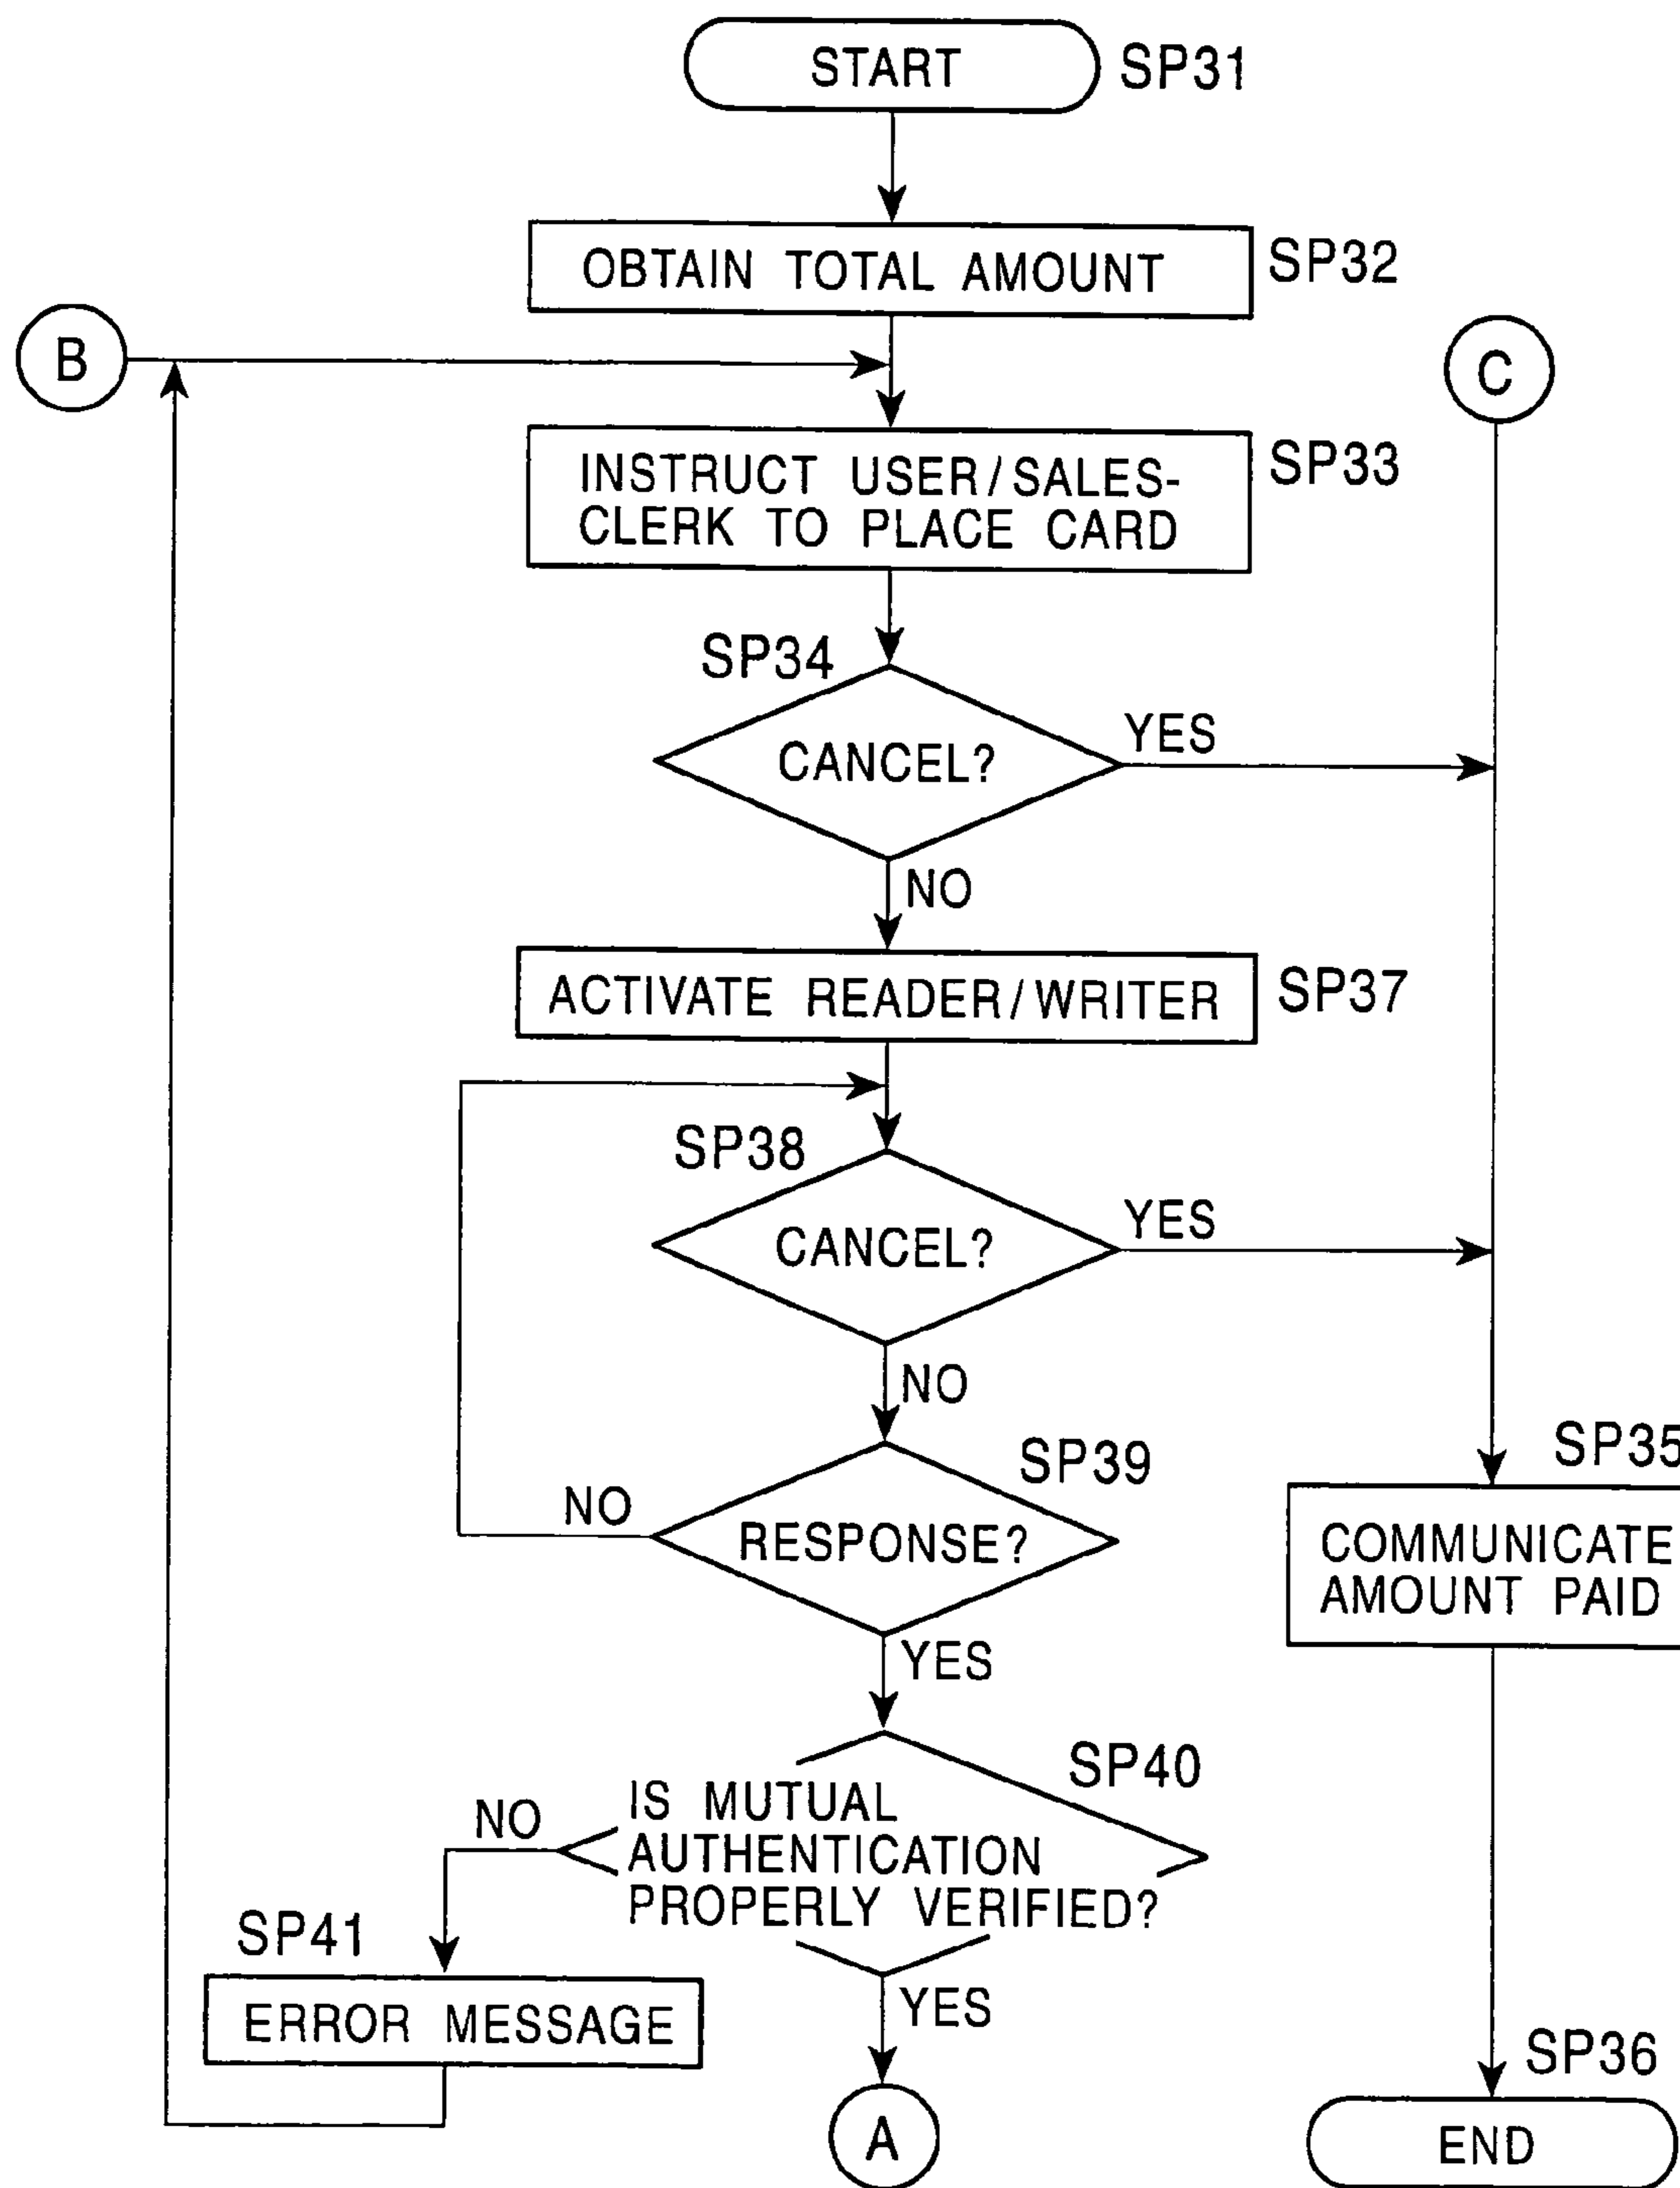 START
SP31
OBTAIN TOTAL AMOUNT
SP32
B
C
INSTRUCT USER/SALES-
CLERK TO PLACE CARD
SP33
SP34
CANCEL?
YES
NO
ACTIVATE READER/WRITER
SP37
SP38
CANCEL?
YES
NO
SP39
RESPONSE?
NO
YES
SP35
COMMUNICATE
AMOUNT PAID
SP40
IS MUTUAL
AUTHENTICATION
PROPERLY VERIFIED?
NO
YES
SP41
ERROR MESSAGE
A
SP36
END